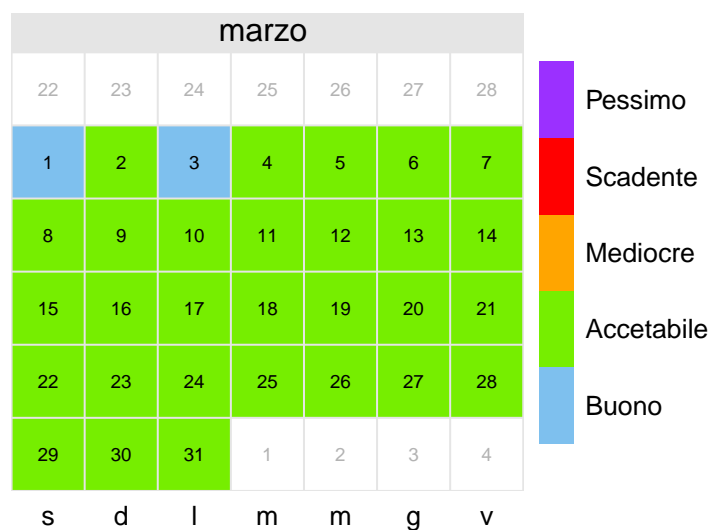 marzo
22 23 24 25 26 27 28
1 2 3 4 5 6 7
8 9 10 11 12 13 14
15 16 17 18 19 20 21
22 23 24 25 26 27 28
29 30 31 1 2 3 4
s d l m m g v
Pessimo
Scadente
Mediocre
Accetabile
Buono